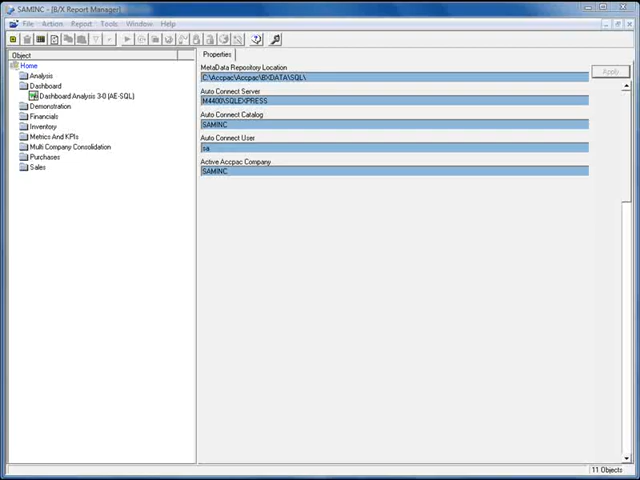 SAMINC - [B/X Report Manager]
File Action Report Tools Window Help
Object
Home
Analysis
Dashboard
Dashboard Analysis 3-0 (AE-SQL)
Demonstration
Financials
Inventory
Metrics And KPIs
Multi Company Consolidation
Purchases
Sales
Properties
MetaData Repository Location
C:\Accpac\Accpac\BXDATA\SQL\
Apply
Auto Connect Server
M4400\SQLEXPRESS
Auto Connect Catalog
SAMINC
Auto Connect User
sa
Active Accpac Company
SAMINC
11 Objects